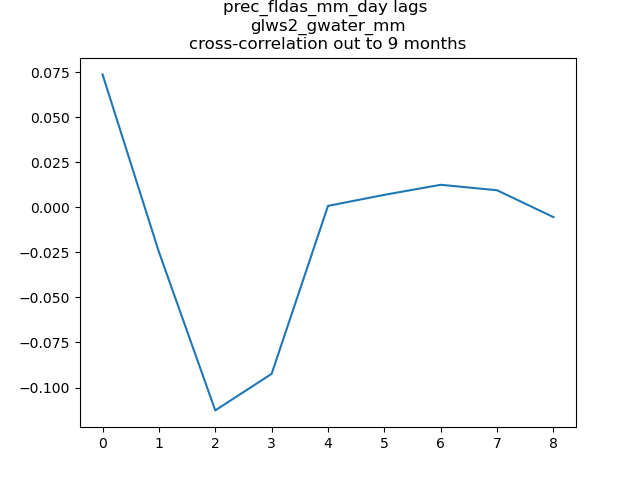 prec_fldas_mm_day lags
glws2_gwater_mm
cross-correlation out to 9 months
0.075
0.050
0.025
0.000
−0.025
−0.050
−0.075
−0.100
0 1 2 3 4 5 6 7 8